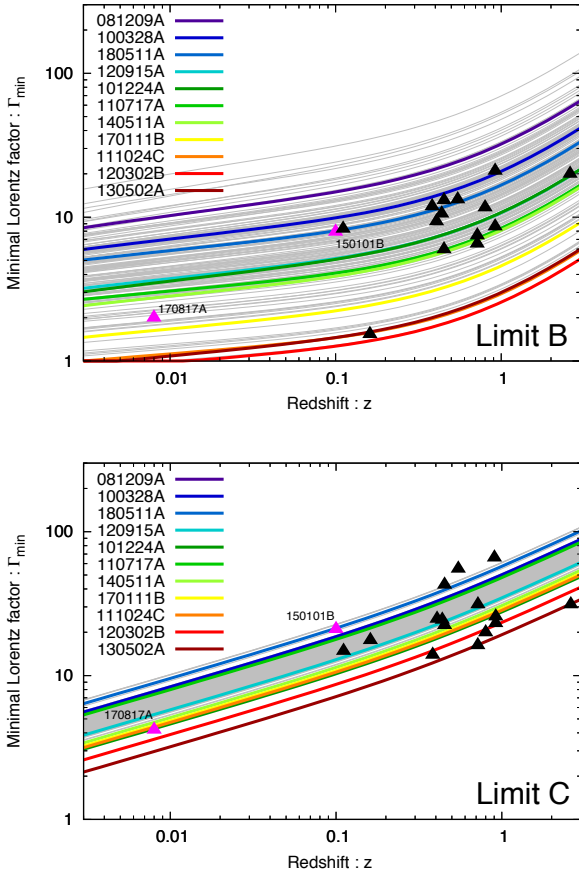 Minimal Lorentz factor : Γmin
100
10
1
081209A
100328A
180511A
120915A
101224A
110717A
140511A
170111B
111024C
120302B
130502A
150101B
170817A
Limit B
0.01
0.1
1
Redshift : z
Minimal Lorentz factor : Γmin
100
10
1
081209A
100328A
180511A
120915A
101224A
110717A
140511A
170111B
111024C
120302B
130502A
150101B
170817A
Limit C
0.01
0.1
1
Redshift : z